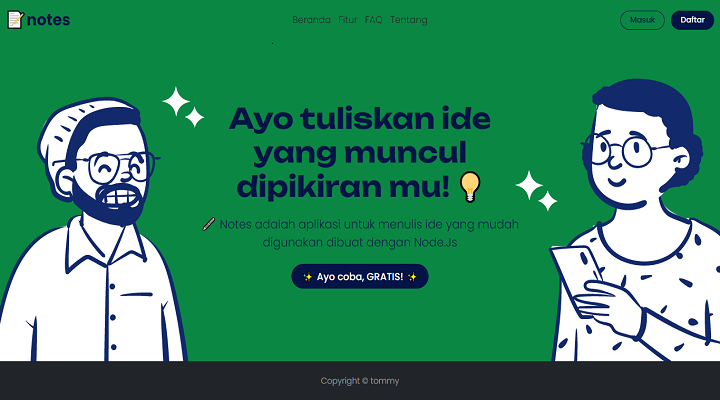 notes
Beranda Fitur FAQ Tentang
Masuk
Daftar
Ayo tuliskan ide
yang muncul
dipikiran mu!
Notes adalah aplikasi untuk menulis ide yang mudah
digunakan dibuat dengan Node.Js
Ayo coba, GRATIS!
Copyright © tommy